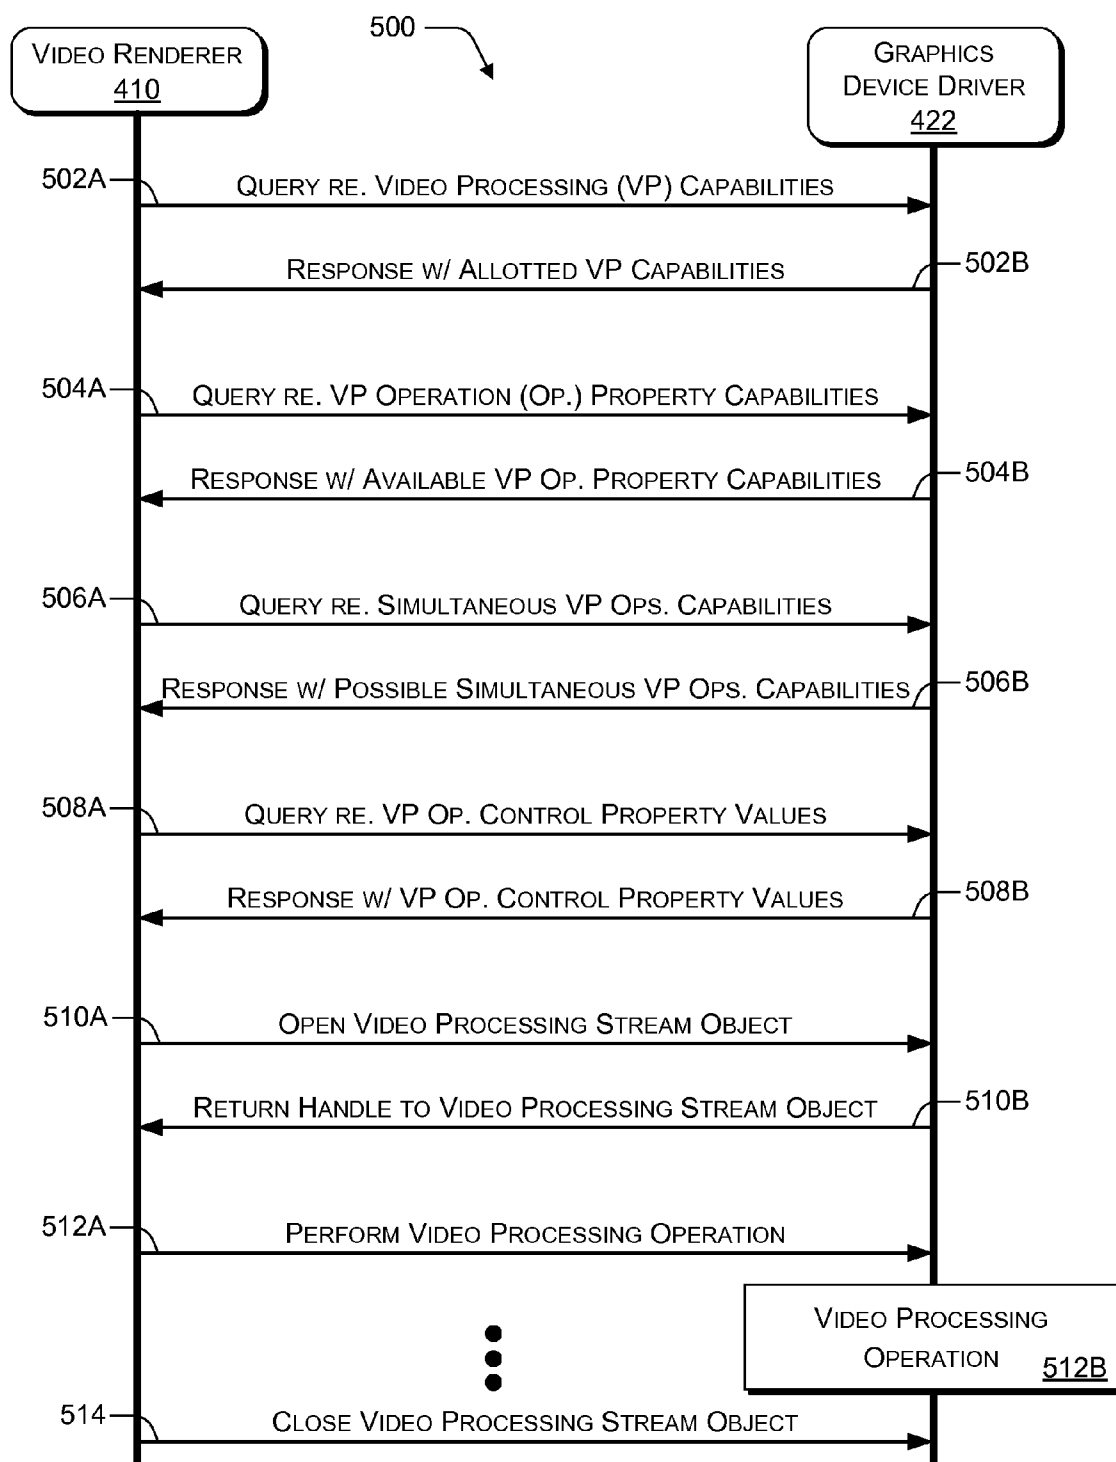 500
VIDEO RENDERER
410
GRAPHICS
DEVICE DRIVER
422
502A
QUERY RE. VIDEO PROCESSING (VP) CAPABILITIES
RESPONSE W/ ALLOTTED VP CAPABILITIES
502B
504A
QUERY RE. VP OPERATION (OP.) PROPERTY CAPABILITIES
RESPONSE W/ AVAILABLE VP OP. PROPERTY CAPABILITIES
504B
506A
QUERY RE. SIMULTANEOUS VP OPS. CAPABILITIES
RESPONSE W/ POSSIBLE SIMULTANEOUS VP OPS. CAPABILITIES
506B
508A
QUERY RE. VP OP. CONTROL PROPERTY VALUES
RESPONSE W/ VP OP. CONTROL PROPERTY VALUES
508B
510A
OPEN VIDEO PROCESSING STREAM OBJECT
RETURN HANDLE TO VIDEO PROCESSING STREAM OBJECT
510B
512A
PERFORM VIDEO PROCESSING OPERATION
VIDEO PROCESSING
OPERATION
512B
514
CLOSE VIDEO PROCESSING STREAM OBJECT